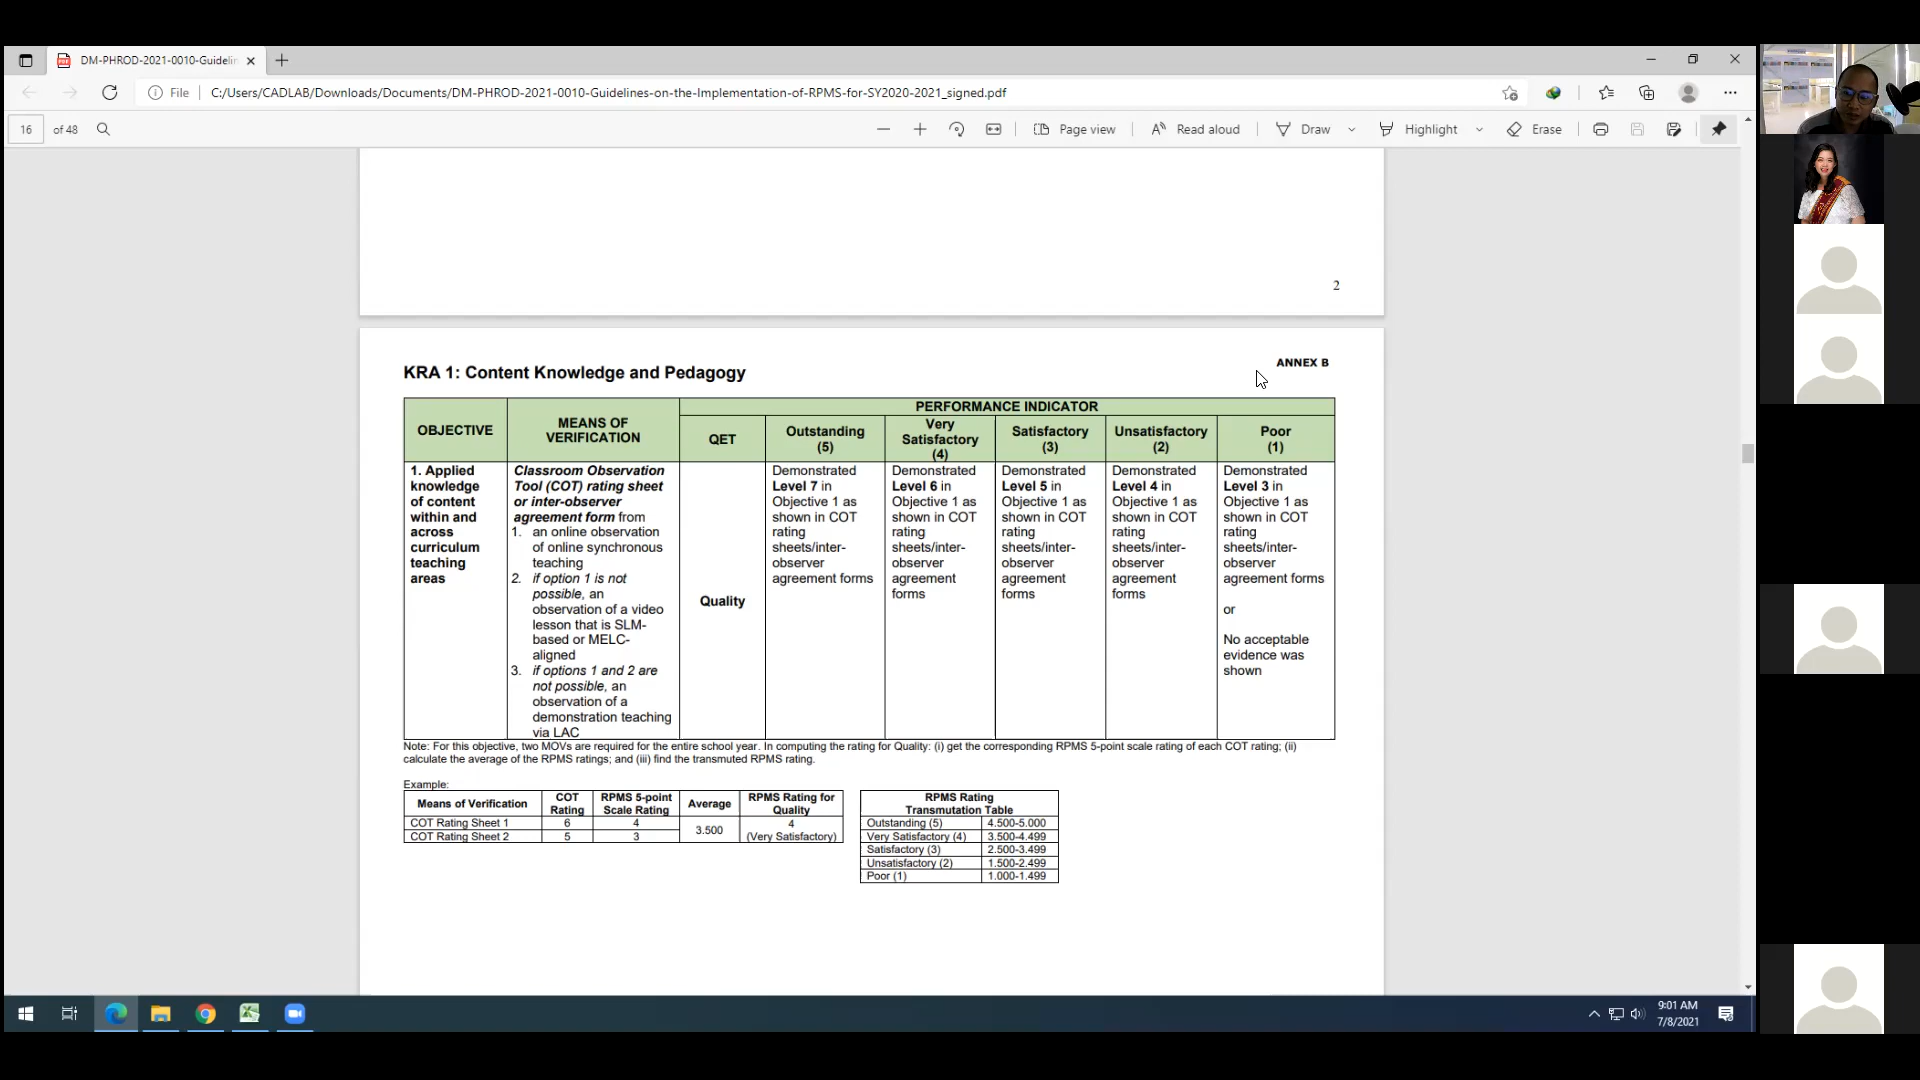 DM-PHROD-2021-0010-Guidelin
File
C:/Users/CADLAB/Downloads/Documents/DM-PHROD-2021-0010-Guidelines-on-the-Implementation-of-RPMS-for-SY2020-2021_signed.pdf
16 of 48
Page view
Read aloud
Draw
Highlight
Erase
2
ANNEX B
KRA 1: Content Knowledge and Pedagogy
OBJECTIVE
MEANS OF
VERIFICATION
PERFORMANCE INDICATOR
QET
Outstanding
(5)
Very
Satisfactory
(4)
Satisfactory
(3)
Unsatisfactory
(2)
Poor
(1)
1. Applied
knowledge
of content
within and
across
curriculum
teaching
areas
Classroom Observation
Tool (COT) rating sheet
or inter-observer
agreement form from
1. an online observation
of online synchronous
teaching
2. if option 1 is not
possible, an
observation of a video
lesson that is SLM-
based or MELC-
aligned
3. if options 1 and 2 are
not possible, an
observation of a
demonstration teaching
via LAC
Quality
Demonstrated
Level 7 in
Objective 1 as
shown in COT
rating
sheets/inter-
observer
agreement forms
Demonstrated
Level 6 in
Objective 1 as
shown in COT
rating
sheets/inter-
observer
agreement
forms
Demonstrated
Level 5 in
Objective 1 as
shown in COT
rating
sheets/inter-
observer
agreement
forms
Demonstrated
Level 4 in
Objective 1 as
shown in COT
rating
sheets/inter-
observer
agreement
forms
Demonstrated
Level 3 in
Objective 1 as
shown in COT
rating
sheets/inter-
observer
agreement forms
or
No acceptable
evidence was
shown
Note: For this objective, two MOVs are required for the entire school year. In computing the rating for Quality: (i) get the corresponding RPMS 5-point scale rating of each COT rating; (ii)
calculate the average of the RPMS ratings; and (iii) find the transmuted RPMS rating.
Example:
Means of Verification
COT
Rating
RPMS 5-point
Scale Rating
Average
RPMS Rating for
Quality
COT Rating Sheet 1 6 4
COT Rating Sheet 2 5 3
3.500
4
(Very Satisfactory)
RPMS Rating
Transmutation Table
Outstanding (5) 4.500-5.000
Very Satisfactory (4) 3.500-4.499
Satisfactory (3) 2.500-3.499
Unsatisfactory (2) 1.500-2.499
Poor (1) 1.000-1.499
9:01 AM
7/8/2021